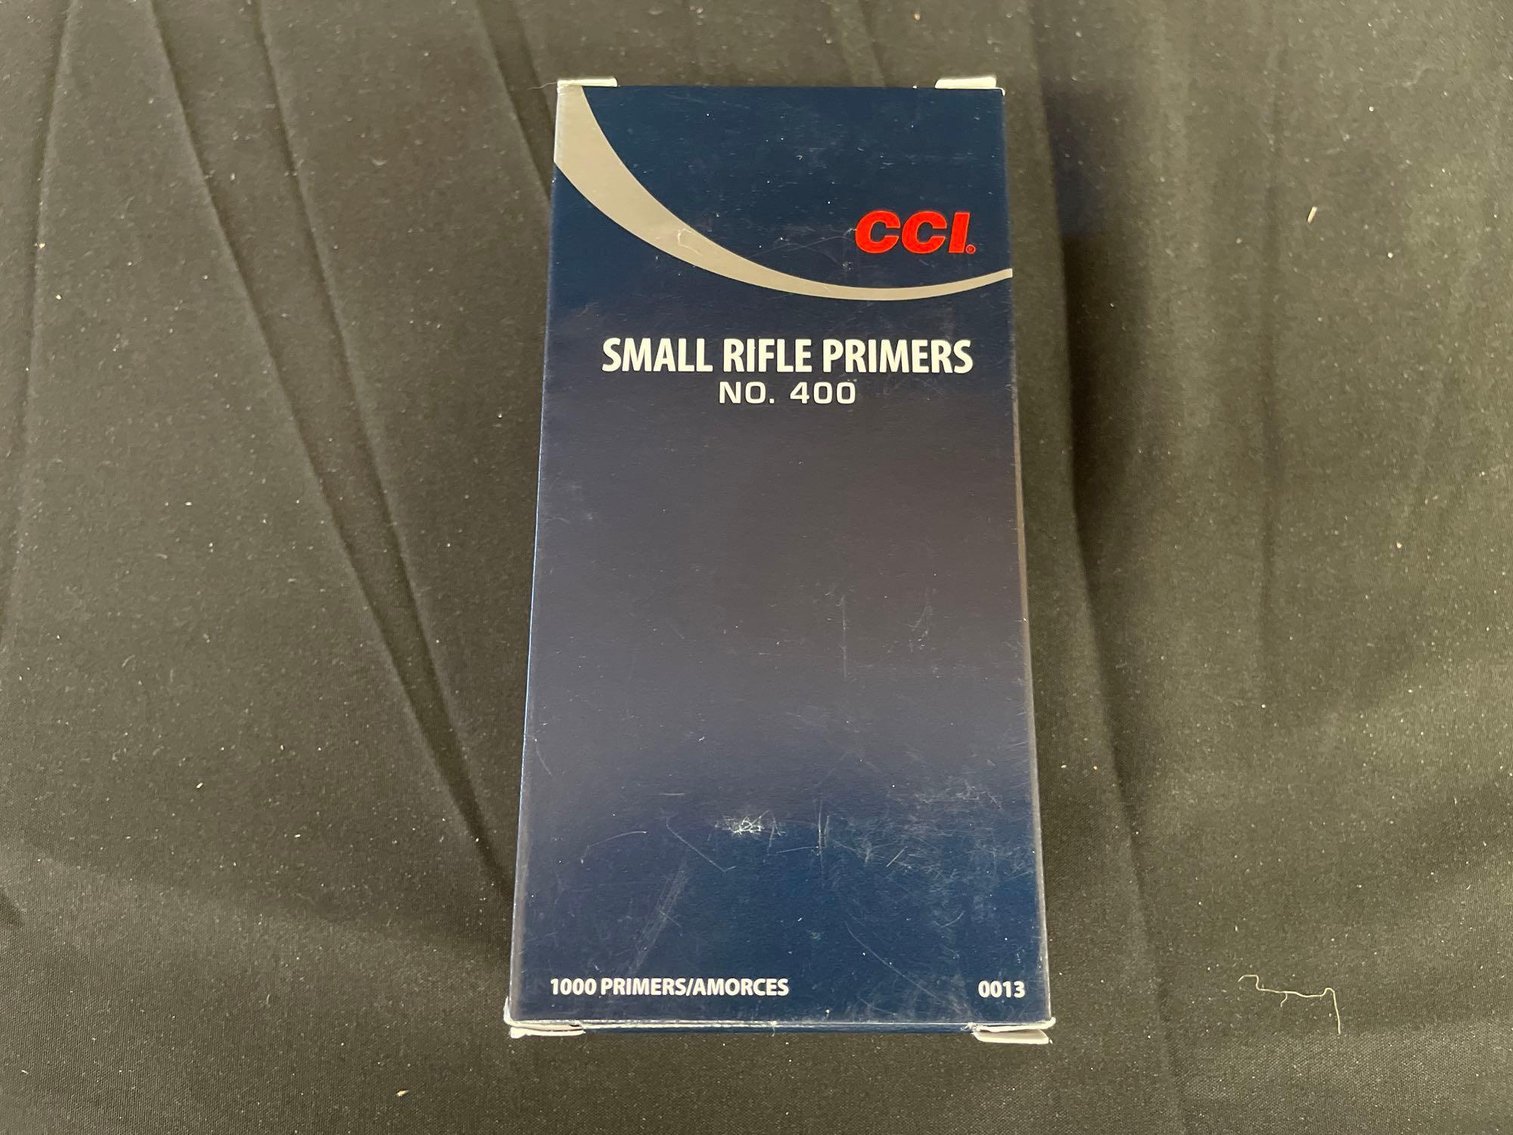 CCI®
SMALL RIFLE PRIMERS
NO. 400
1000 PRIMERS/AMORCES 0013